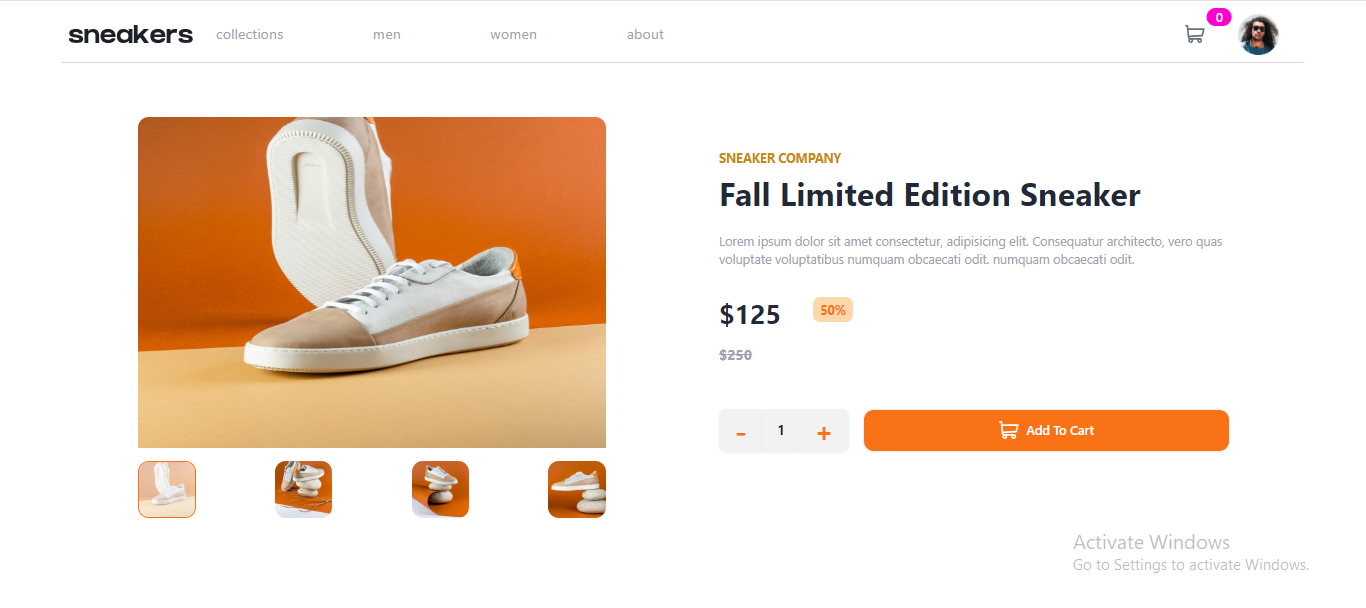 sneakers
collections men women about
0
SNEAKER COMPANY
Fall Limited Edition Sneaker
Lorem ipsum dolor sit amet consectetur, adipisicing elit. Consequatur architecto, vero quas
voluptate voluptatibus numquam obcaecati odit. numquam obcaecati odit.
$125 50%
$250
- 1 + Add To Cart
Activate Windows
Go to Settings to activate Windows.